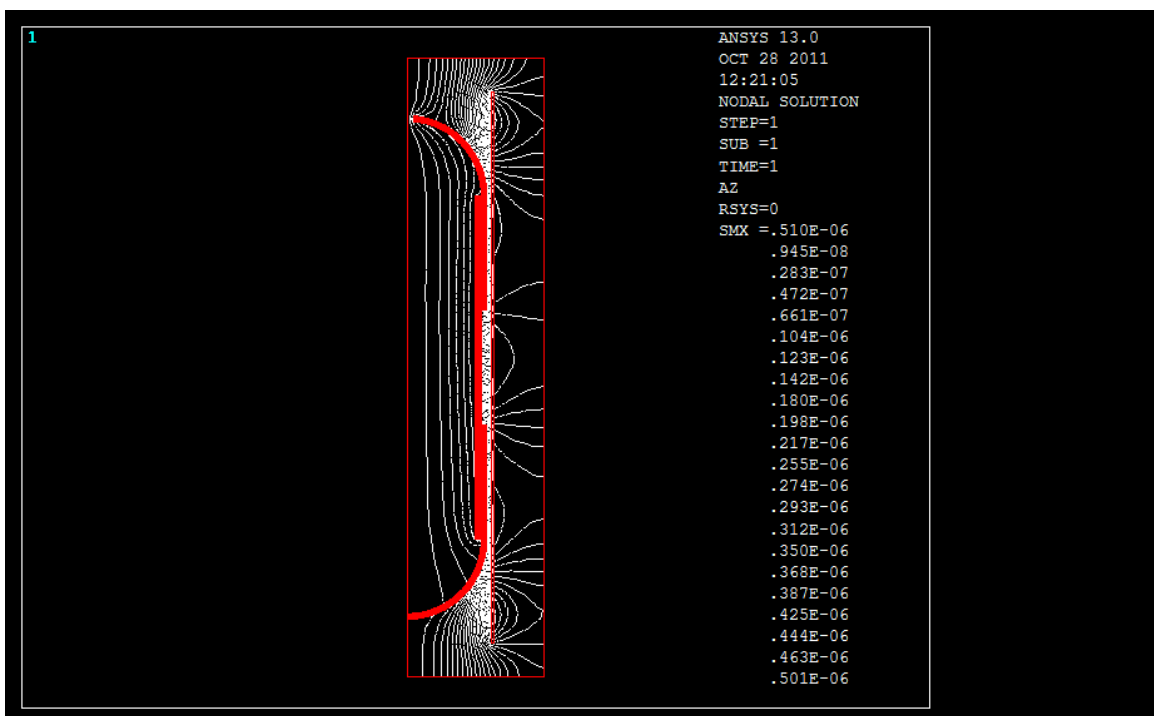 1
ANSYS 13.0
OCT 28 2011
12:21:05
NODAL SOLUTION
STEP=1
SUB =1
TIME=1
AZ
RSYS=0
SMX =.510E-06
.945E-08
.283E-07
.472E-07
.661E-07
.104E-06
.123E-06
.142E-06
.180E-06
.198E-06
.217E-06
.255E-06
.274E-06
.293E-06
.312E-06
.350E-06
.368E-06
.387E-06
.425E-06
.444E-06
.463E-06
.501E-06